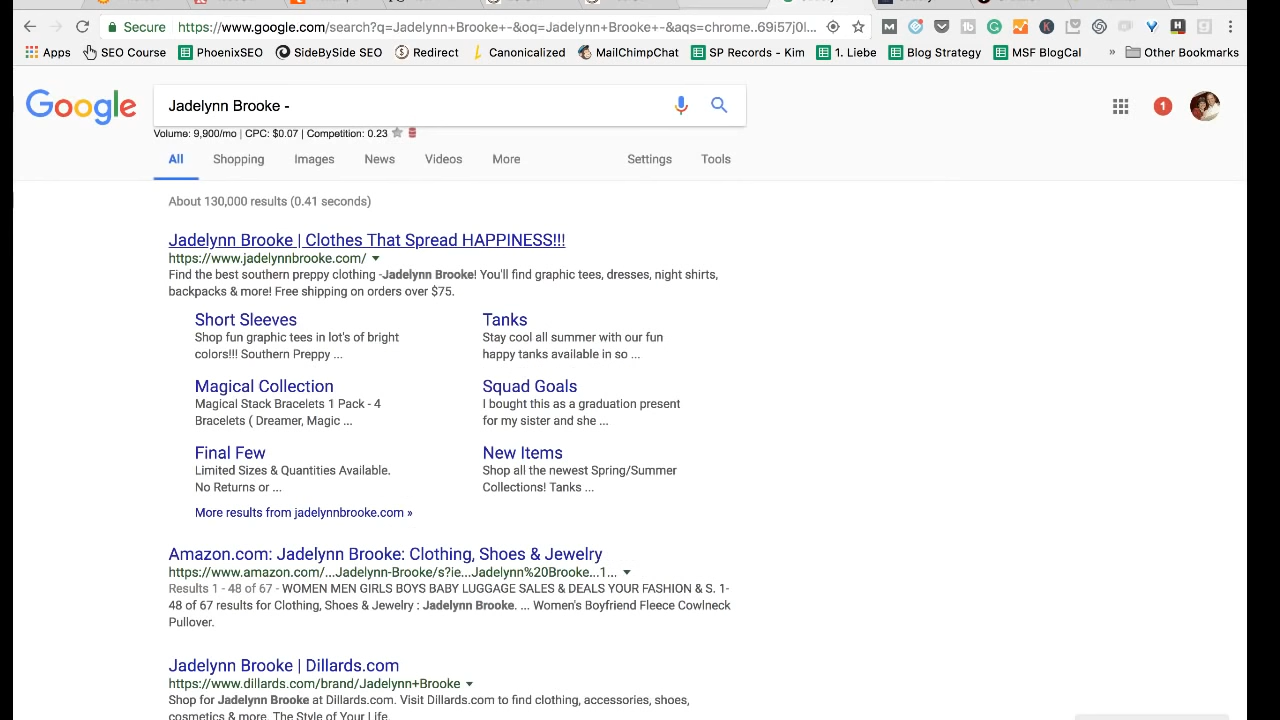 Secure
https://www.google.com/search?q=Jadelynn+Brooke+-&oq=Jadelynn+Brooke+-&aqs=chrome..69i57j0l...
Apps
SEO Course
PhoenixSEO
SideBySide SEO
Redirect
Canonicalized
MailChimpChat
SP Records - Kim
1. Liebe
Blog Strategy
MSF BlogCal
»
Other Bookmarks
Google
Jadelynn Brooke -
1
Volume: 9,900/mo | CPC: $0.07 | Competition: 0.23
All
Shopping
Images
News
Videos
More
Settings
Tools
About 130,000 results (0.41 seconds)
Jadelynn Brooke | Clothes That Spread HAPPINESS!!!
https://www.jadelynnbrooke.com/
Find the best southern preppy clothing -Jadelynn Brooke! You'll find graphic tees, dresses, night shirts,
backpacks & more! Free shipping on orders over $75.
Short Sleeves
Shop fun graphic tees in lot's of bright
colors!!! Southern Preppy ...
Tanks
Stay cool all summer with our fun
happy tanks available in so ...
Magical Collection
Magical Stack Bracelets 1 Pack - 4
Bracelets ( Dreamer, Magic ...
Squad Goals
I bought this as a graduation present
for my sister and she ...
Final Few
Limited Sizes & Quantities Available.
No Returns or ...
New Items
Shop all the newest Spring/Summer
Collections! Tanks ...
More results from jadelynnbrooke.com »
Amazon.com: Jadelynn Brooke: Clothing, Shoes & Jewelry
https://www.amazon.com/...Jadelynn-Brooke/s?ie...Jadelynn%20Brooke...1...
Results 1 - 48 of 67 - WOMEN MEN GIRLS BOYS BABY LUGGAGE SALES & DEALS YOUR FASHION & S. 1-
48 of 67 results for Clothing, Shoes & Jewelry : Jadelynn Brooke. ... Women's Boyfriend Fleece Cowlneck
Pullover.
Jadelynn Brooke | Dillards.com
https://www.dillards.com/brand/Jadelynn+Brooke
Shop for Jadelynn Brooke at Dillard's.com. Visit Dillard's.com to find clothing, accessories, shoes,
cosmetics & more. The Style of Your Life.